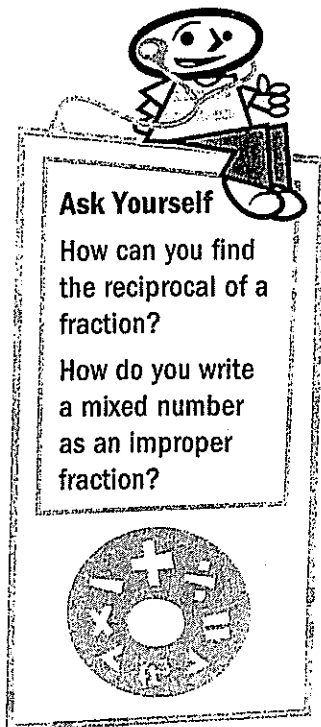 Ask Yourself
How can you find
the reciprocal of a
fraction?
How do you write
a mixed number
as an improper
fraction?